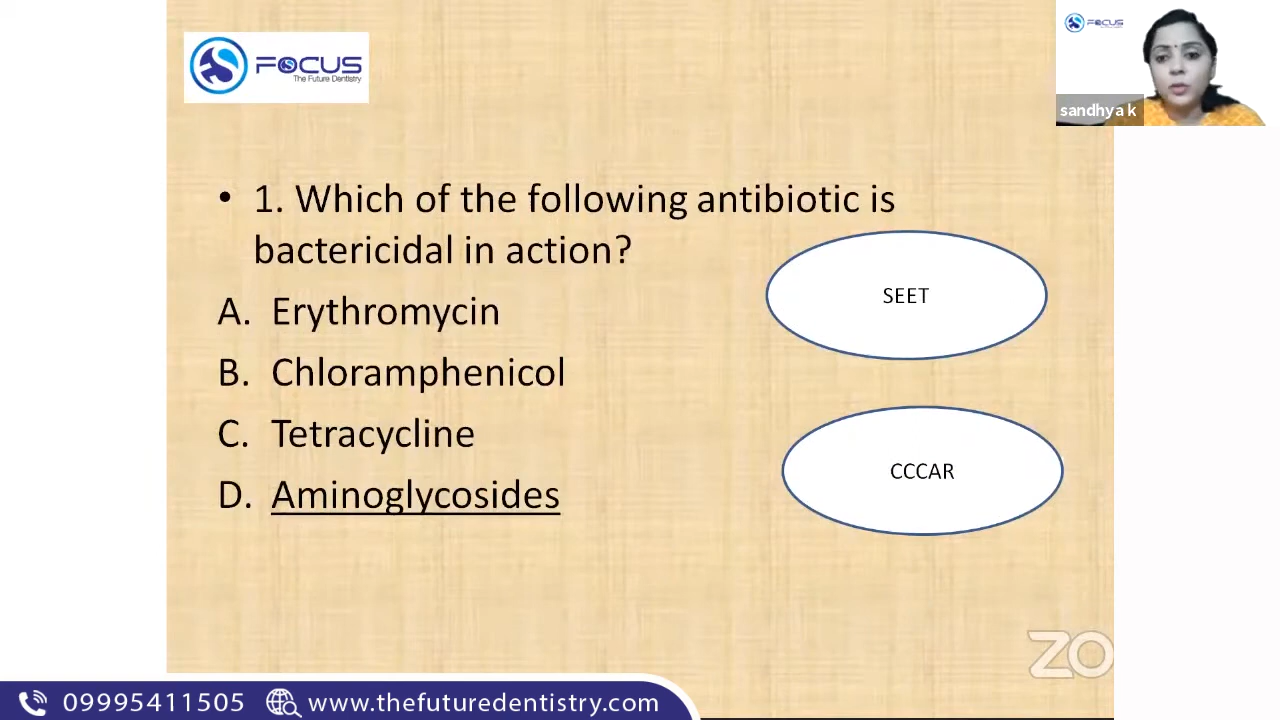 FOCUS
The Future Dentistry
FOCUS
sandhya k
• 1. Which of the following antibiotic is
bactericidal in action?
A. Erythromycin
B. Chloramphenicol
C. Tetracycline
D. Aminoglycosides
SEET
CCCAR
ZO
09995411505
www.thefuturedentistry.com